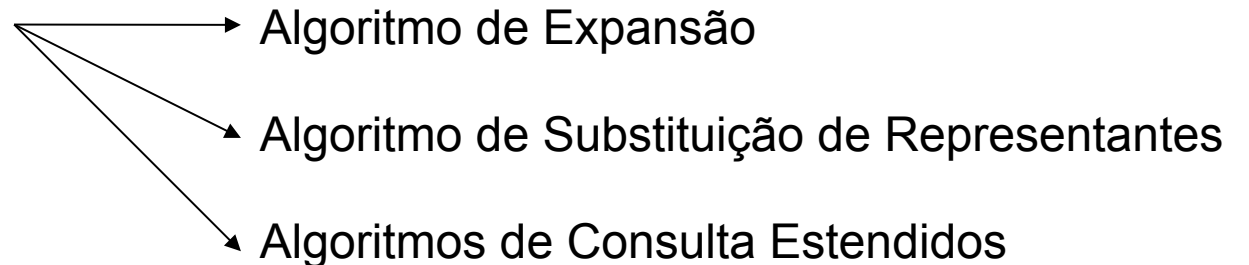 Algoritmo de Expansão
Algoritmo de Substituição de Representantes
Algoritmos de Consulta Estendidos